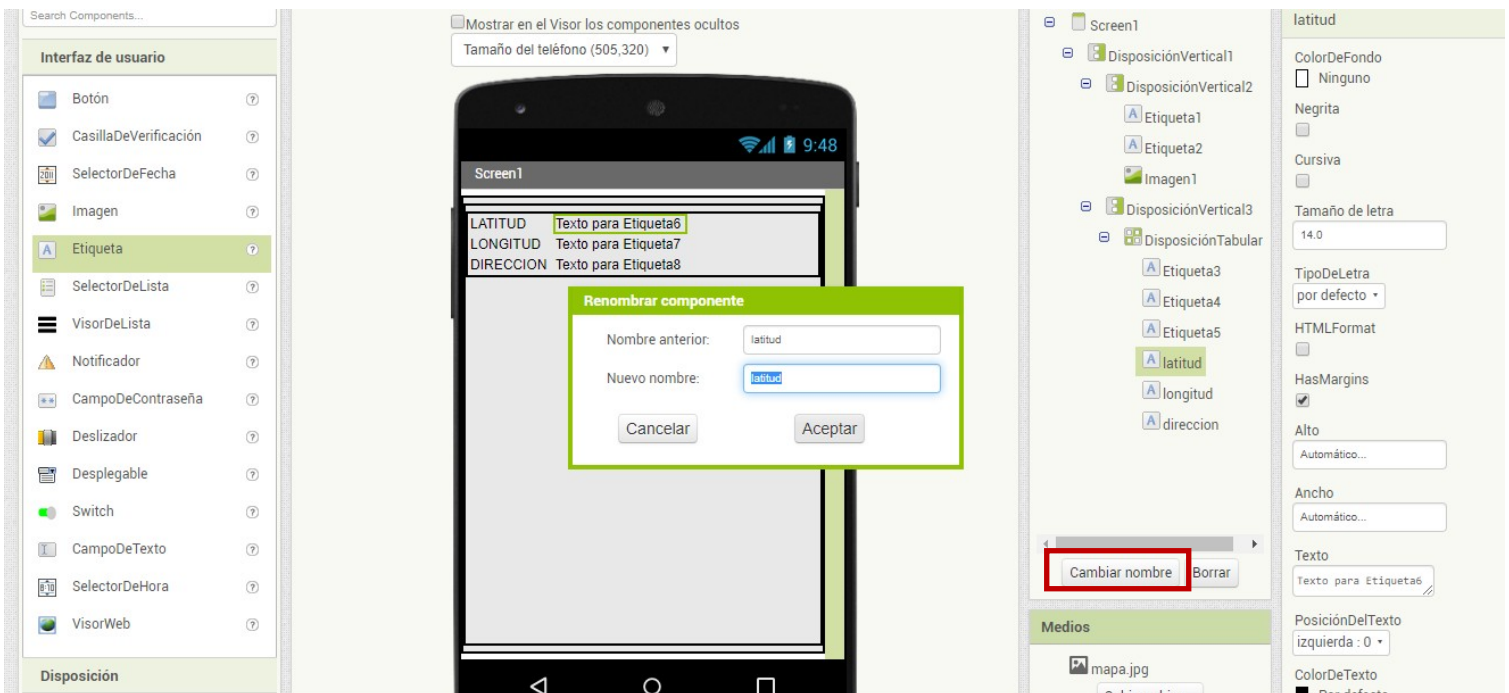 Search Components...
Interfaz de usuario
Botón ?
CasillaDeVerificación ?
SelectorDeFecha ?
Imagen ?
Etiqueta ?
SelectorDeLista ?
VisorDeLista ?
Notificador ?
CampoDeContraseña ?
Deslizador ?
Desplegable ?
Switch ?
CampoDeTexto ?
SelectorDeHora ?
VisorWeb ?
Disposición
Mostrar en el Visor los componentes ocultos
Tamaño del teléfono (505,320)
9:48
Screen1
LATITUD Texto para Etiqueta6
LONGITUD Texto para Etiqueta7
DIRECCION Texto para Etiqueta8
Renombrar componente
Nombre anterior: latitud
Nuevo nombre: latitud
Cancelar Aceptar
Screen1
DisposiciónVertical1
DisposiciónVertical2
Etiqueta1
Etiqueta2
Imagen1
DisposiciónVertical3
DisposiciónTabular
Etiqueta3
Etiqueta4
Etiqueta5
latitud
longitud
direccion
Cambiar nombre Borrar
Medios
mapa.jpg
latitud
ColorDeFondo
Ninguno
Negrita
Cursiva
Tamaño de letra
14.0
TipoDeLetra
por defecto
HTMLFormat
HasMargins
Alto
Automático...
Ancho
Automático...
Texto
Texto para Etiqueta6
PosiciónDelTexto
izquierda : 0
ColorDeTexto